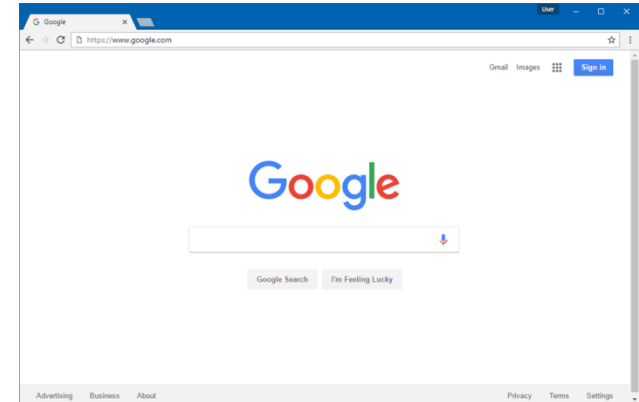 User
Google
https://www.google.com
Gmail Images Sign in
Google
Google Search I'm Feeling Lucky
Advertising Business About Privacy Terms Settings